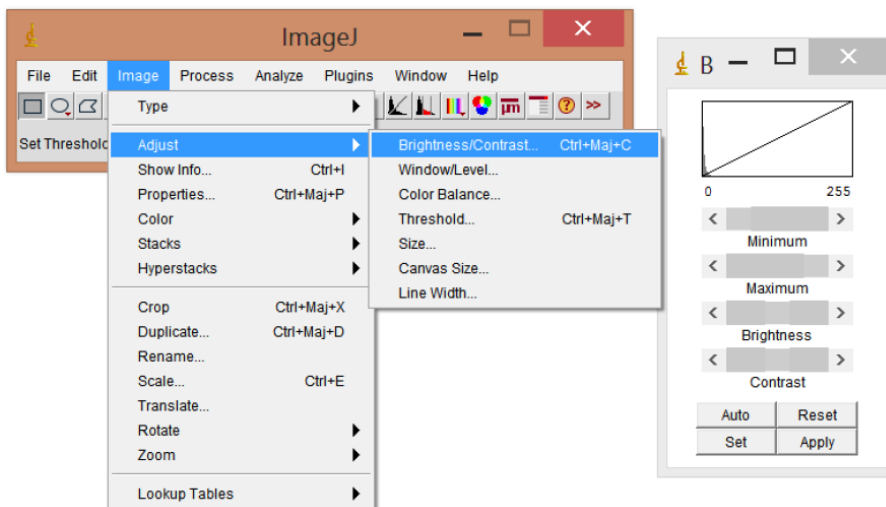 ImageJ
File Edit Image Process Analyze Plugins Window Help
Set Threshold
Type
Adjust
Show Info... Ctrl+I
Properties... Ctrl+Maj+P
Color
Stacks
Hyperstacks
Crop Ctrl+Maj+X
Duplicate... Ctrl+Maj+D
Rename...
Scale... Ctrl+E
Translate...
Rotate
Zoom
Lookup Tables
Brightness/Contrast... Ctrl+Maj+C
Window/Level...
Color Balance...
Threshold... Ctrl+Maj+T
Size...
Canvas Size...
Line Width...
B
0 255
Minimum
Maximum
Brightness
Contrast
Auto Reset
Set Apply